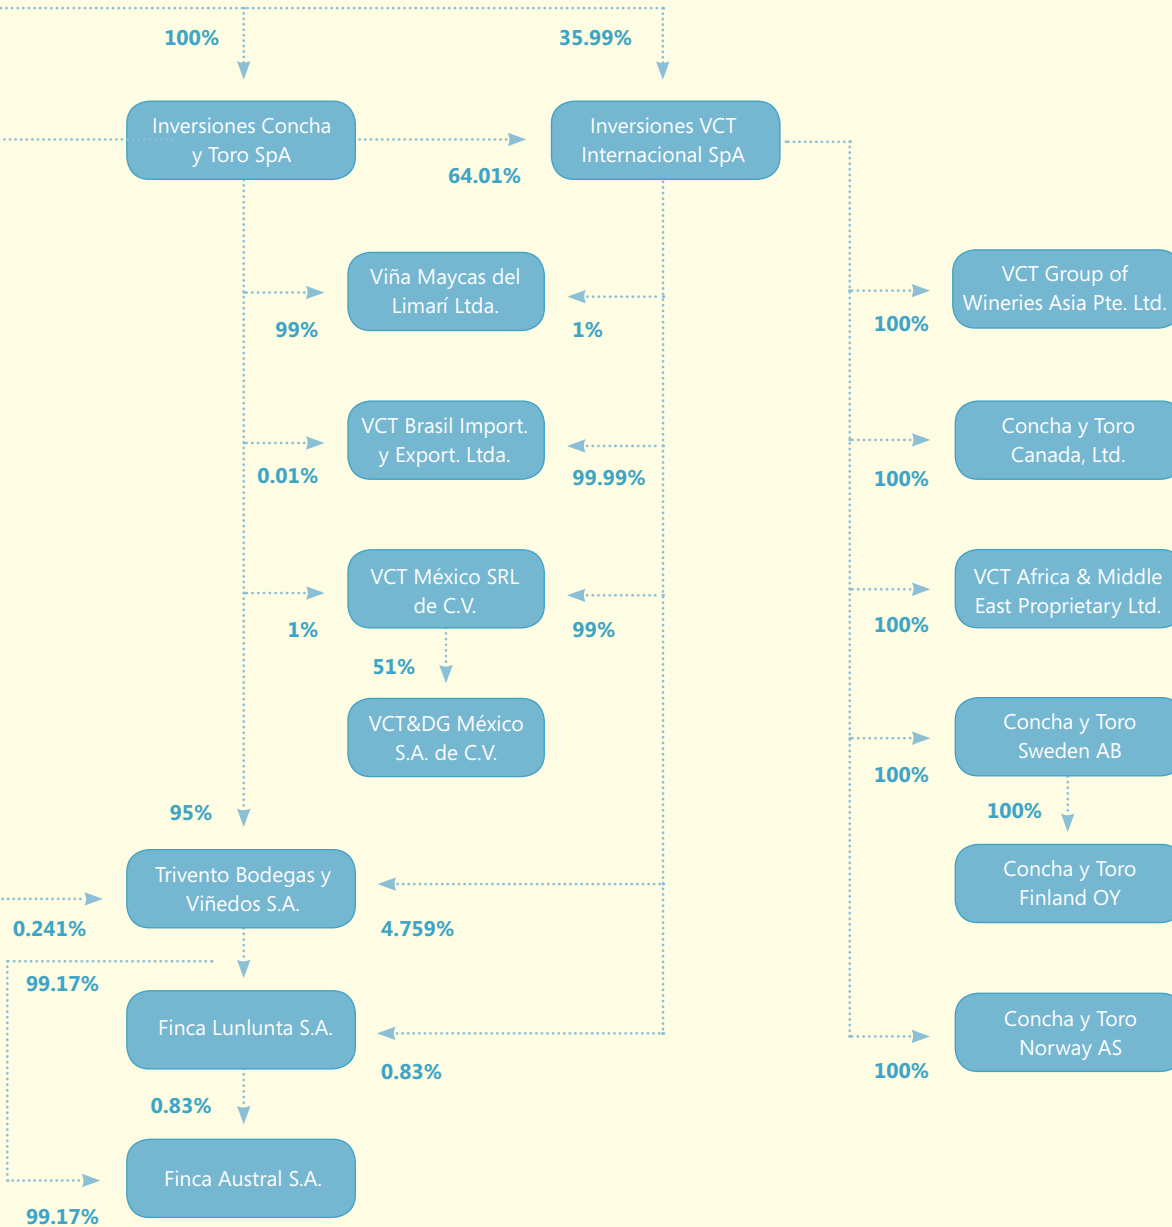 100%
35.99%
Inversiones Concha
y Toro SpA
Inversiones VCT
Internacional SpA
64.01%
Viña Maycas del
Limarí Ltda.
99%
1%
VCT Group of
Wineries Asia Pte. Ltd.
100%
VCT Brasil Import.
y Export. Ltda.
0.01%
99.99%
Concha y Toro
Canada, Ltd.
100%
VCT México SRL
de C.V.
1%
99%
VCT Africa & Middle
East Proprietary Ltd.
100%
51%
VCT&DG México
S.A. de C.V.
Concha y Toro
Sweden AB
100%
100%
95%
Trivento Bodegas y
Viñedos S.A.
0.241%
4.759%
Concha y Toro
Finland OY
99.17%
Finca Lunlunta S.A.
0.83%
Concha y Toro
Norway AS
100%
0.83%
Finca Austral S.A.
99.17%